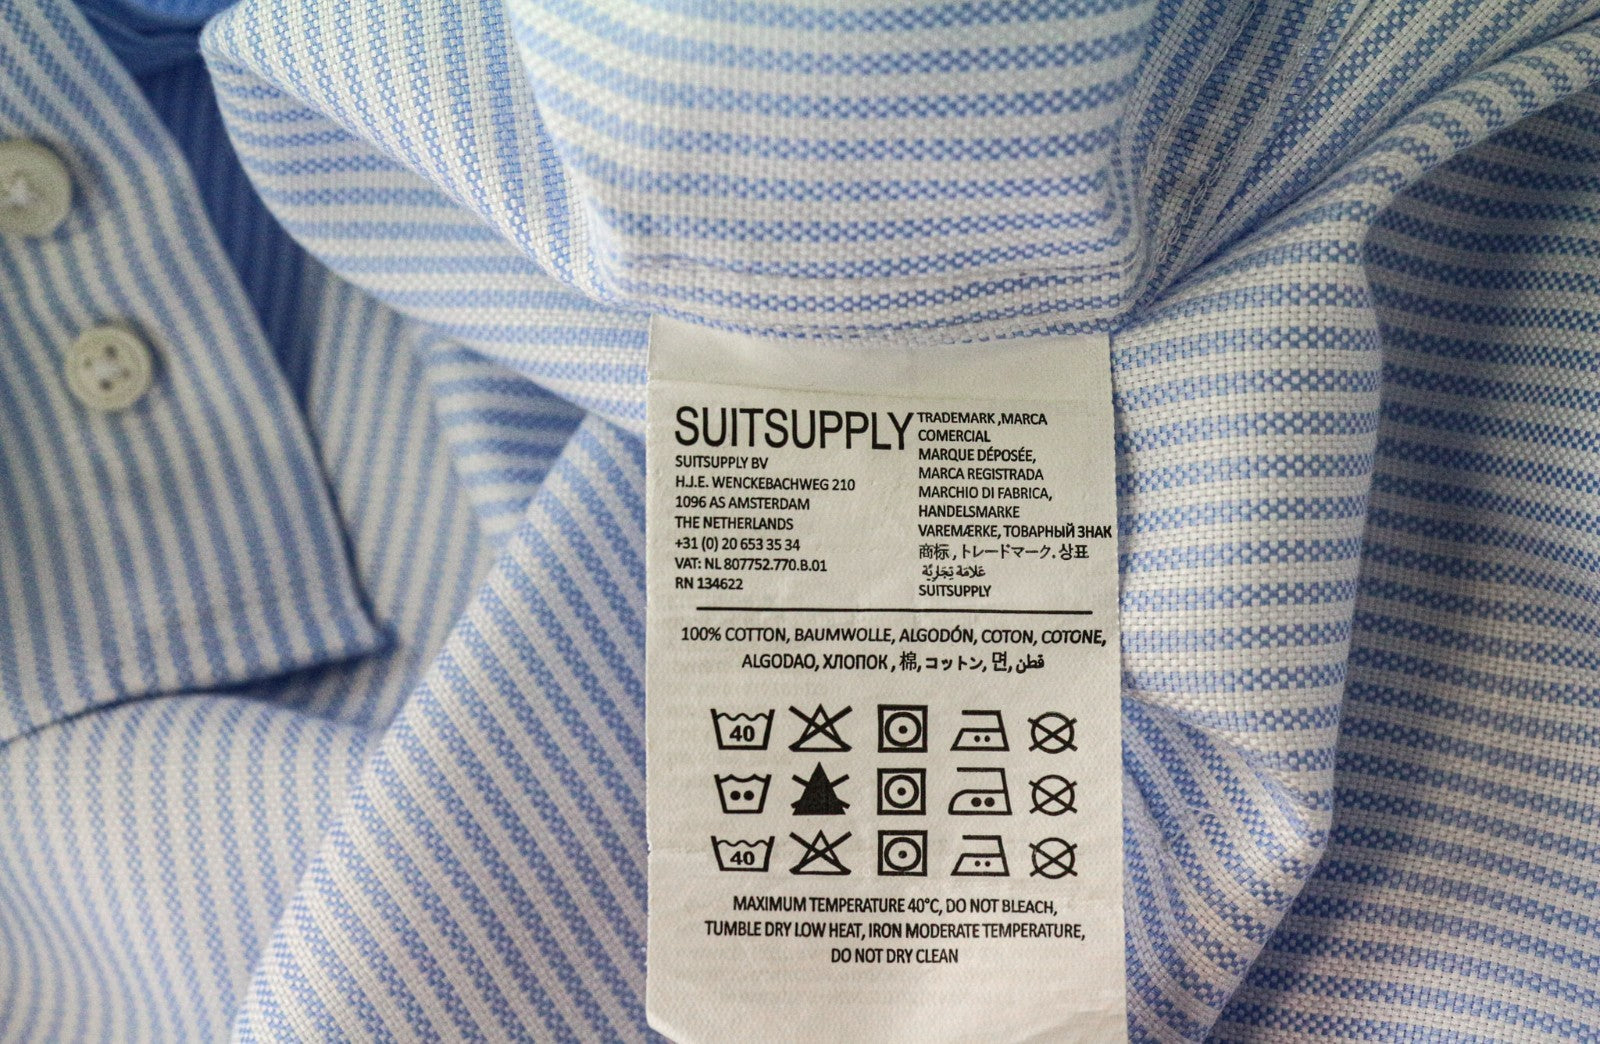 SUITSUPPLY
SUITSUPPLY BV
H.J.E. WENCKEBACHWEG 210
1096 AS AMSTERDAM
THE NETHERLANDS
+31 (0) 20 653 35 34
VAT: NL 807752.770.B.01
RN 134622
TRADEMARK ,MARCA
COMERCIAL
MARQUE DÉPOSÉE,
MARCA REGISTRADA
MARCHIO DI FABRICA,
HANDELSMARKE
VAREMÆRKE, ТОВАРНЫЙ ЗНАК
商标 , トレードマーク. 상표
عَلامَة تِجَارِيَّة
SUITSUPPLY
100% COTTON, BAUMWOLLE, ALGODÓN, COTON, COTONE,
ALGODAO, ХЛОПОК , 棉, コットン, 면, قطن
40
40
MAXIMUM TEMPERATURE 40°C, DO NOT BLEACH,
TUMBLE DRY LOW HEAT, IRON MODERATE TEMPERATURE,
DO NOT DRY CLEAN